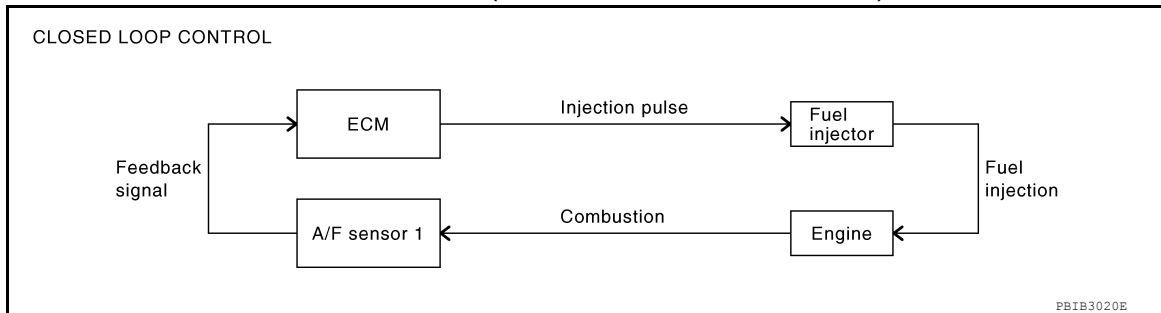 CLOSED LOOP CONTROL
ECM
Injection pulse
Fuel
injector
Feedback
signal
Fuel
injection
A/F sensor 1
Combustion
Engine
PBIB3020E